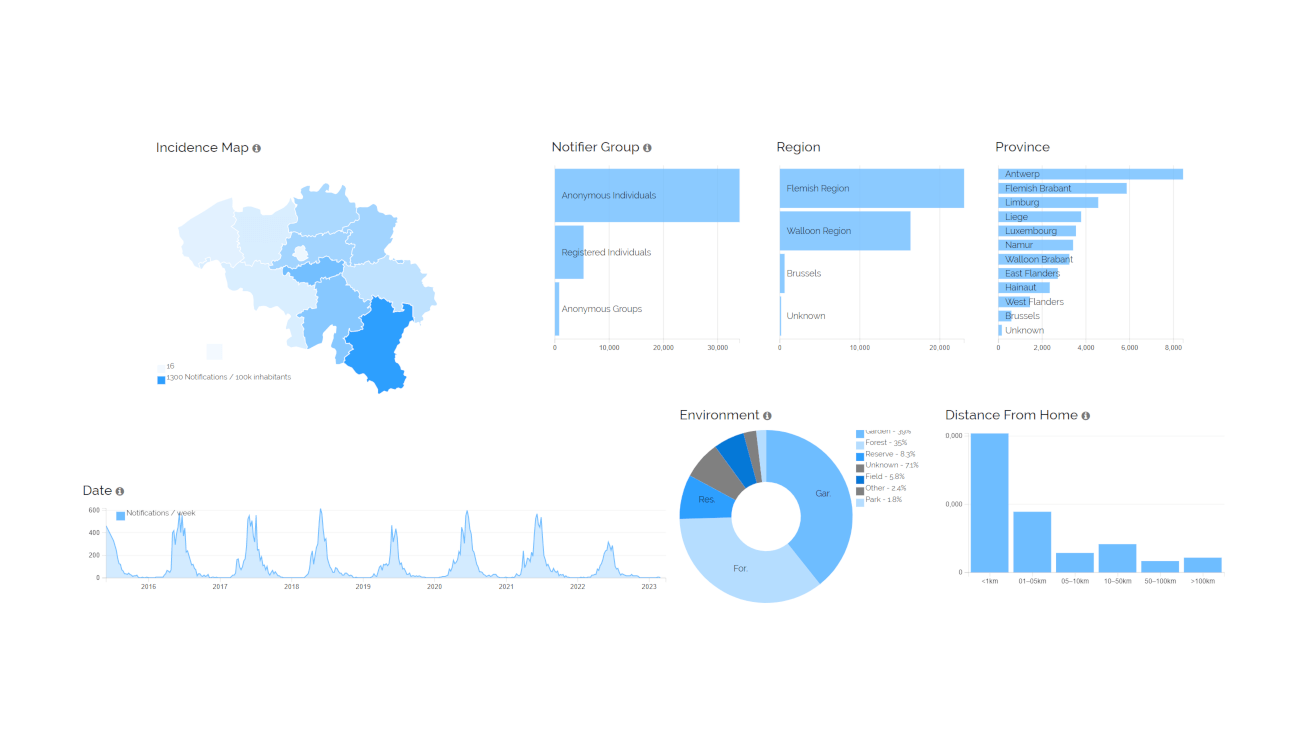 Incidence Map
16
1300 Notifications / 100k inhabitants
Notifier Group
Anonymous Individuals
Registered Individuals
Anonymous Groups
0 10,000 20,000 30,000
Region
Flemish Region
Walloon Region
Brussels
Unknown
0 10,000 20,000
Province
Antwerp
Flemish Brabant
Limburg
Liege
Luxembourg
Namur
Walloon Brabant
East Flanders
Hainaut
West Flanders
Brussels
Unknown
0 2,000 4,000 6,000 8,000
Date
Notifications / week
600
400
200
0
2016 2017 2018 2019 2020 2021 2022 2023
Environment
Gar.
For.
Res.
Garden - 39%
Forest - 35%
Reserve - 8.3%
Unknown - 7.1%
Field - 5.8%
Other - 2.4%
Park - 1.8%
Distance From Home
0,000
0,000
0
<1km 01–05km 05–10km 10–50km 50–100km >100km